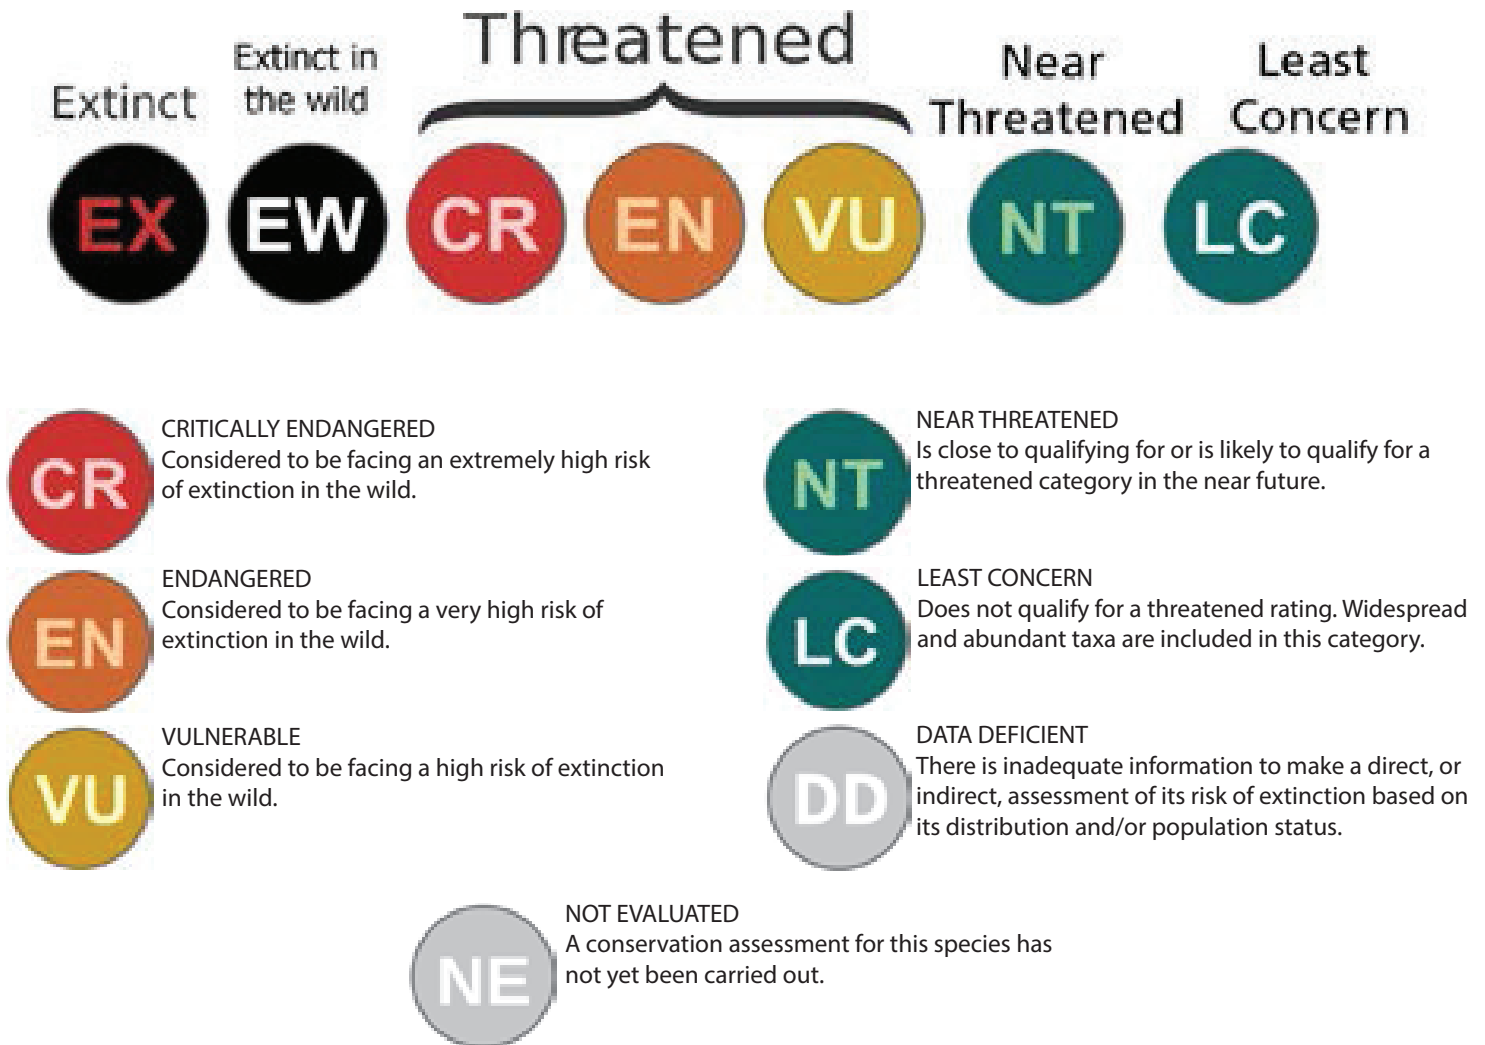 Threatened
Extinct
Extinct in
the wild
Near
Threatened
Least
Concern
EX
EW
CR
EN
VU
NT
LC
CR
CRITICALLY ENDANGERED
Considered to be facing an extremely high risk
of extinction in the wild.
EN
ENDANGERED
Considered to be facing a very high risk of
extinction in the wild.
VU
VULNERABLE
Considered to be facing a high risk of extinction
in the wild.
NT
NEAR THREATENED
Is close to qualifying for or is likely to qualify for a
threatened category in the near future.
LC
LEAST CONCERN
Does not qualify for a threatened rating. Widespread
and abundant taxa are included in this category.
DD
DATA DEFICIENT
There is inadequate information to make a direct, or
indirect, assessment of its risk of extinction based on
its distribution and/or population status.
NE
NOT EVALUATED
A conservation assessment for this species has
not yet been carried out.